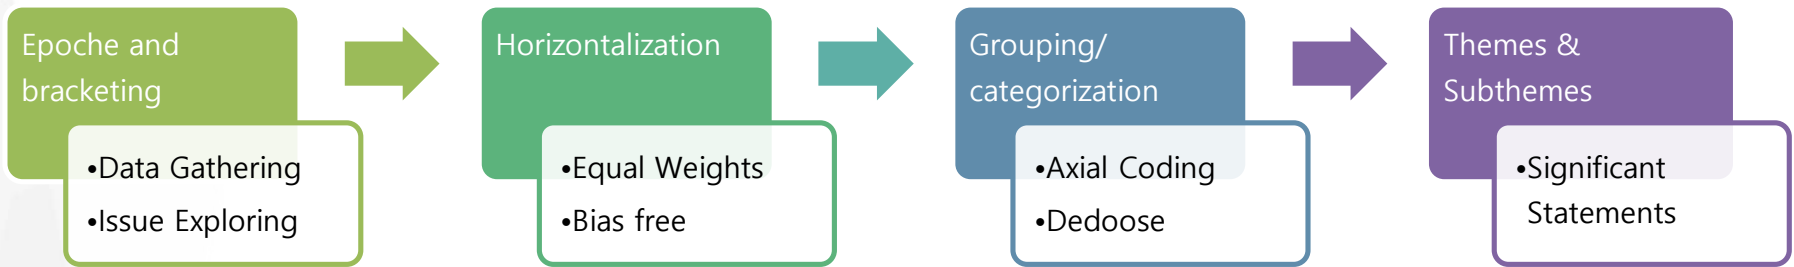 Epoche and
bracketing
•Data Gathering
•Issue Exploring
Horizontalization
•Equal Weights
•Bias free
Grouping/
categorization
•Axial Coding
•Dedoose
Themes &
Subthemes
•Significant
Statements